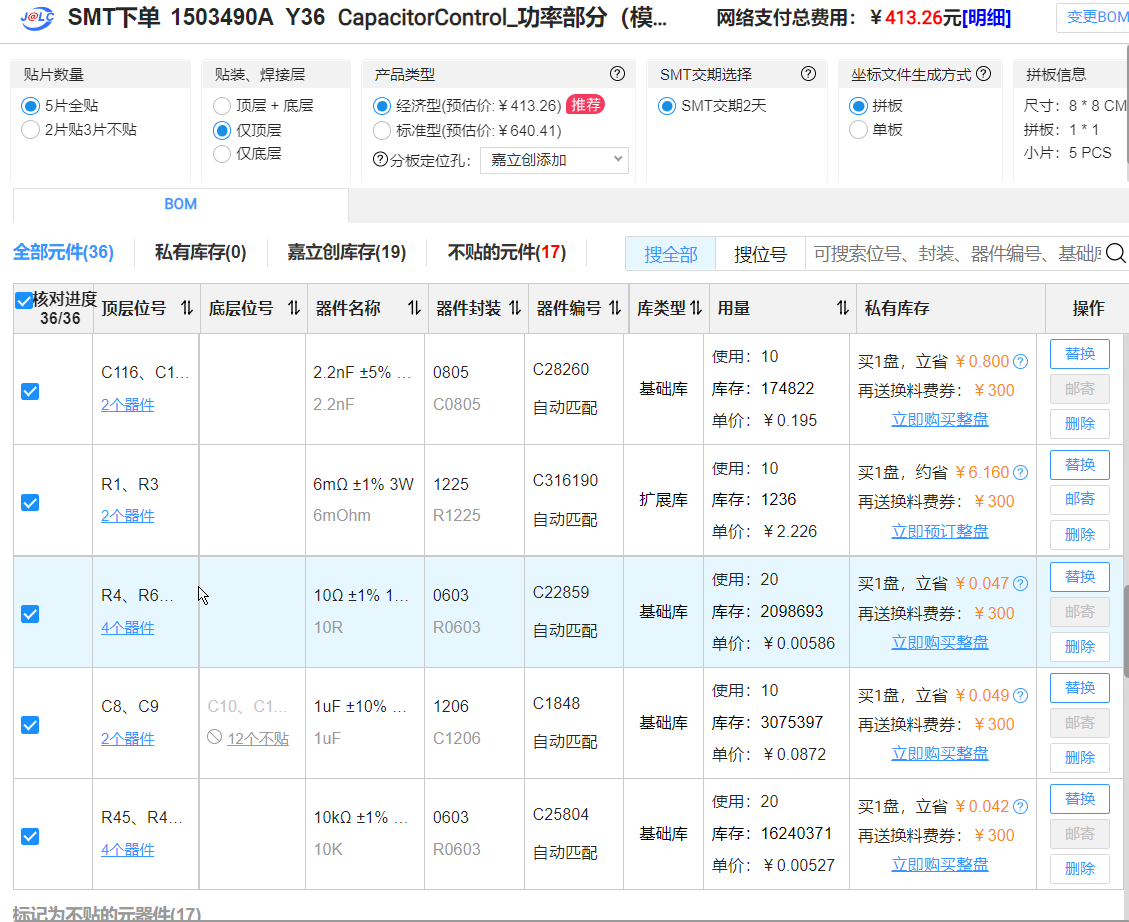 J@LC SMT下单 1503490A Y36 CapacitorControl_功率部分（模... 网络支付总费用：￥413.26元[明细] 变更BOM
贴片数量 贴装、焊接层 产品类型 SMT交期选择 坐标文件生成方式 拼板信息
5片全贴 顶层 + 底层 经济型(预估价:￥413.26) 推荐 SMT交期2天 拼板 尺寸： 8 * 8 CM
2片贴3片不贴 仅顶层 标准型(预估价:￥640.41) 单板 拼板： 1 * 1
仅底层 分板定位孔： 嘉立创添加 小片： 5 PCS
BOM
全部元件(36) 私有库存(0) 嘉立创库存(19) 不贴的元件(17) 搜全部 搜位号 可搜索位号、封装、器件编号、基础库
核对进度 顶层位号 底层位号 器件名称 器件封装 器件编号 库类型 用量 私有库存 操作
36/36
C116、C1... 2.2nF ±5% ... 0805 C28260 基础库 使用： 10 买1盘，立省 ￥0.800 替换
2个器件 2.2nF C0805 自动匹配 库存： 174822 再送换料费券： ￥300 邮寄
单价： ￥0.195 立即购买整盘 删除
R1、R3 6mΩ ±1% 3W 1225 C316190 扩展库 使用： 10 买1盘，约省 ￥6.160 替换
2个器件 6mOhm R1225 自动匹配 库存： 1236 再送换料费券： ￥300 邮寄
单价： ￥2.226 立即预订整盘 删除
R4、R6... 10Ω ±1% 1... 0603 C22859 基础库 使用： 20 买1盘，立省 ￥0.047 替换
4个器件 10R R0603 自动匹配 库存： 2098693 再送换料费券： ￥300 邮寄
单价： ￥0.00586 立即购买整盘 删除
C8、C9 C10、C1... 1uF ±10% ... 1206 C1848 基础库 使用： 10 买1盘，立省 ￥0.049 替换
2个器件 12个不贴 1uF C1206 自动匹配 库存： 3075397 再送换料费券： ￥300 邮寄
单价： ￥0.0872 立即购买整盘 删除
R45、R4... 10kΩ ±1% ... 0603 C25804 基础库 使用： 20 买1盘，立省 ￥0.042 替换
4个器件 10K R0603 自动匹配 库存： 16240371 再送换料费券： ￥300 邮寄
单价： ￥0.00527 立即购买整盘 删除
标记为不贴的元器件(17)